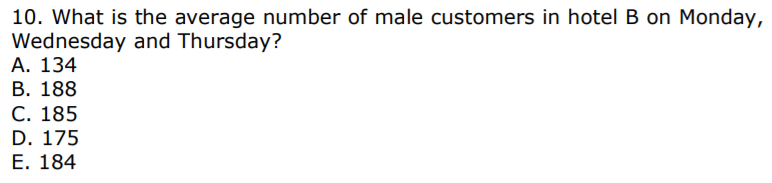 10. What is the average number of male customers in hotel B on Monday,
Wednesday and Thursday?
A. 134
B. 188
C. 185
D. 175
E. 184